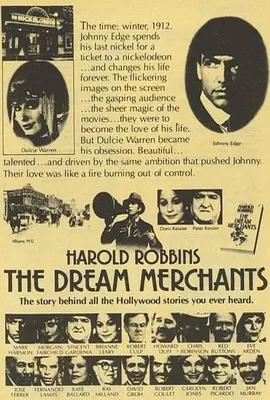 NICKELODEON
The time: winter, 1912.
Johnny Edge spends
his last nickel for a
ticket to a nickelodeon
...and changes his life
forever. The flickering
images on the screen
...the gasping audience
...the sheer magic of the
movies...they were to
become the love of his life.
But Dulcie Warren became
his obsession. Beautiful...
Dulcie Warren
Johnny Edge
talented...and driven by the same ambition that pushed Johnny.
Their love was like a fire burning out of control.
Albany 1912
Doris Kessler
Peter Kessler
HAROLD ROBBINS
THE DREAM MERCHANTS
HAROLD ROBBINS
THE DREAM MERCHANTS
The story behind all the Hollywood stories you ever heard.
MARK HARMON
MORGAN FAIRCHILD
VINCENT GARDENIA
BRIANNE LEARY
ROBERT CULP
HOWARD DUFF
CHRIS ROBINSON
RED BUTTONS
EVE ARDEN
JOSE FERRER
FERNANDO LAMAS
KAYE BALLARD
RAY MILLAND
DAVID GROH
ROBERT GOULET
CAROLYN JONES
ROBERT PICARDO
JAN MURRAY